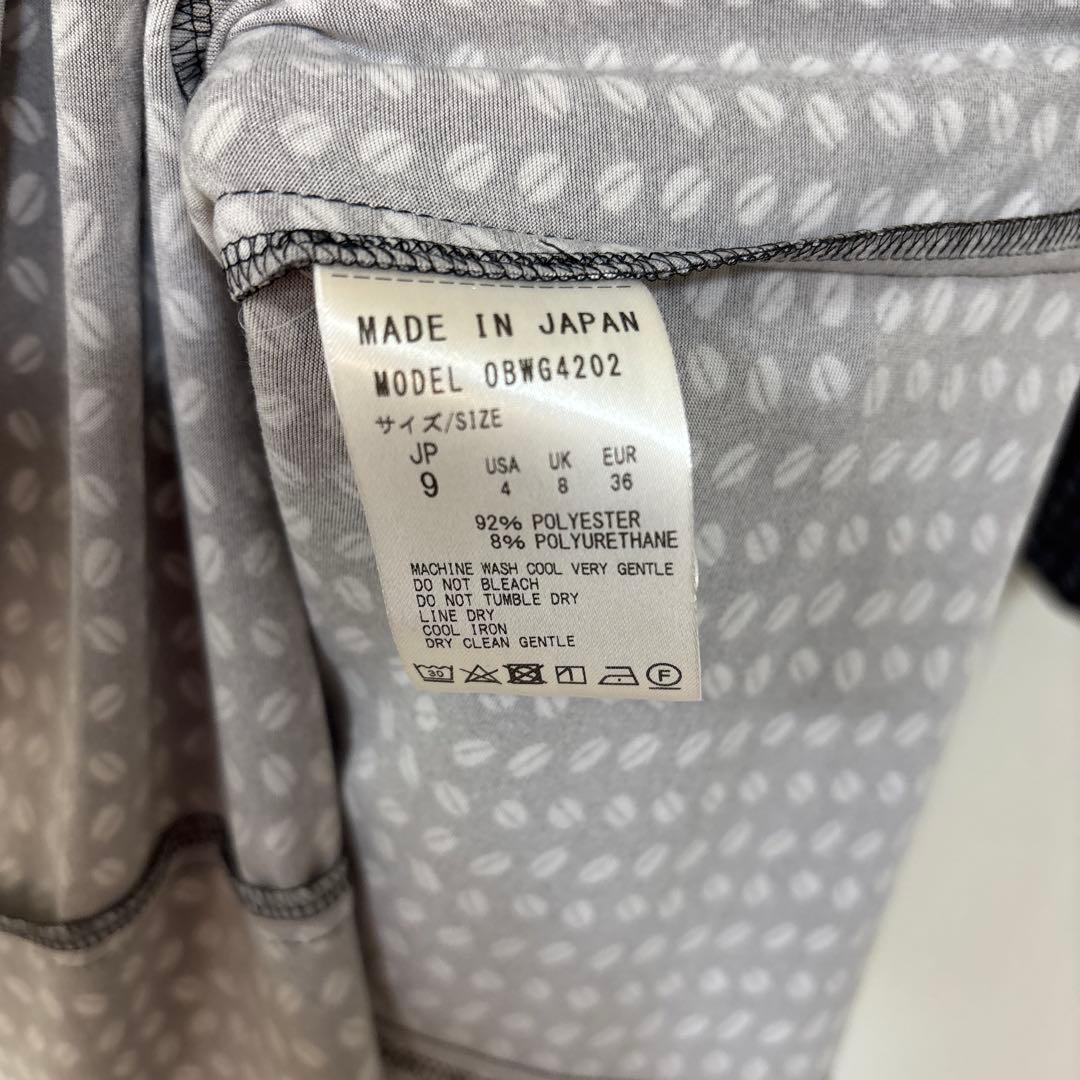 MADE IN JAPAN
MODEL 0BWG4202
サイズ/SIZE
JP USA UK EUR
9 4 8 36
92% POLYESTER
8% POLYURETHANE
MACHINE WASH COOL VERY GENTLE
DO NOT BLEACH
DO NOT TUMBLE DRY
LINE DRY
COOL IRON
DRY CLEAN GENTLE
30 F